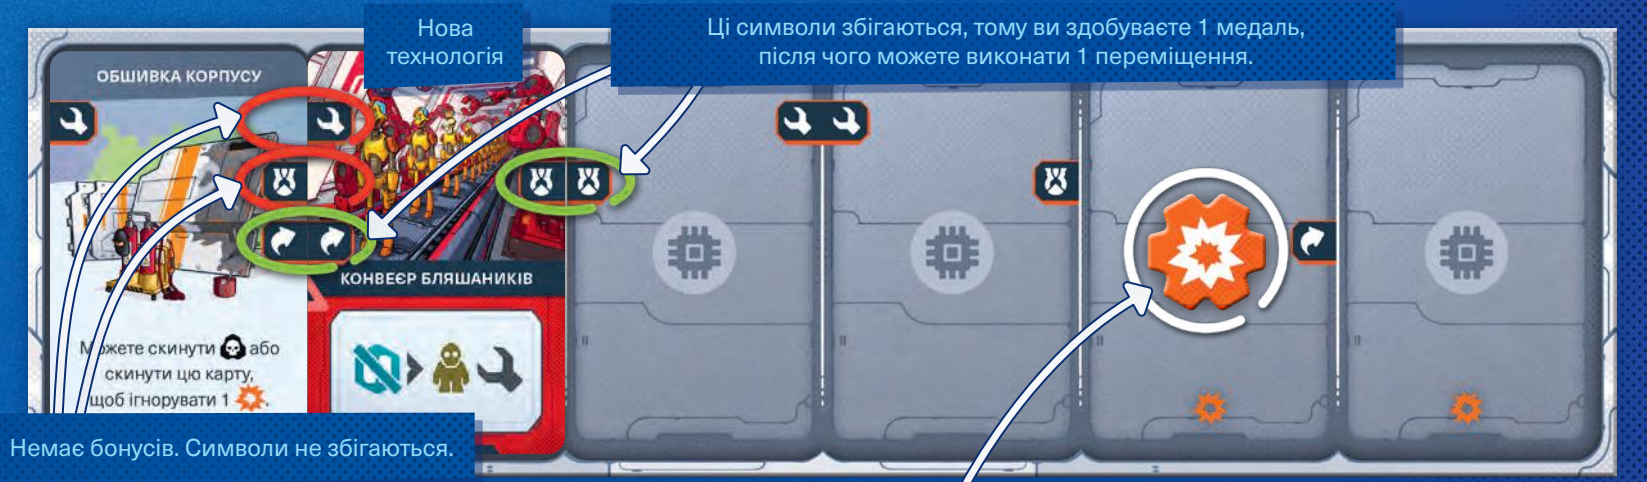 Нова
технологія
Ці символи збігаються, тому ви здобуваєте 1 медаль,
після чого можете виконати 1 переміщення.
ОБШИВКА КОРПУСУ
КОНВЕЄР БЛЯШАНИКІВ
Можете скинути або
скинути цю карту,
щоб ігнорувати 1 .
Немає бонусів. Символи не збігаються.